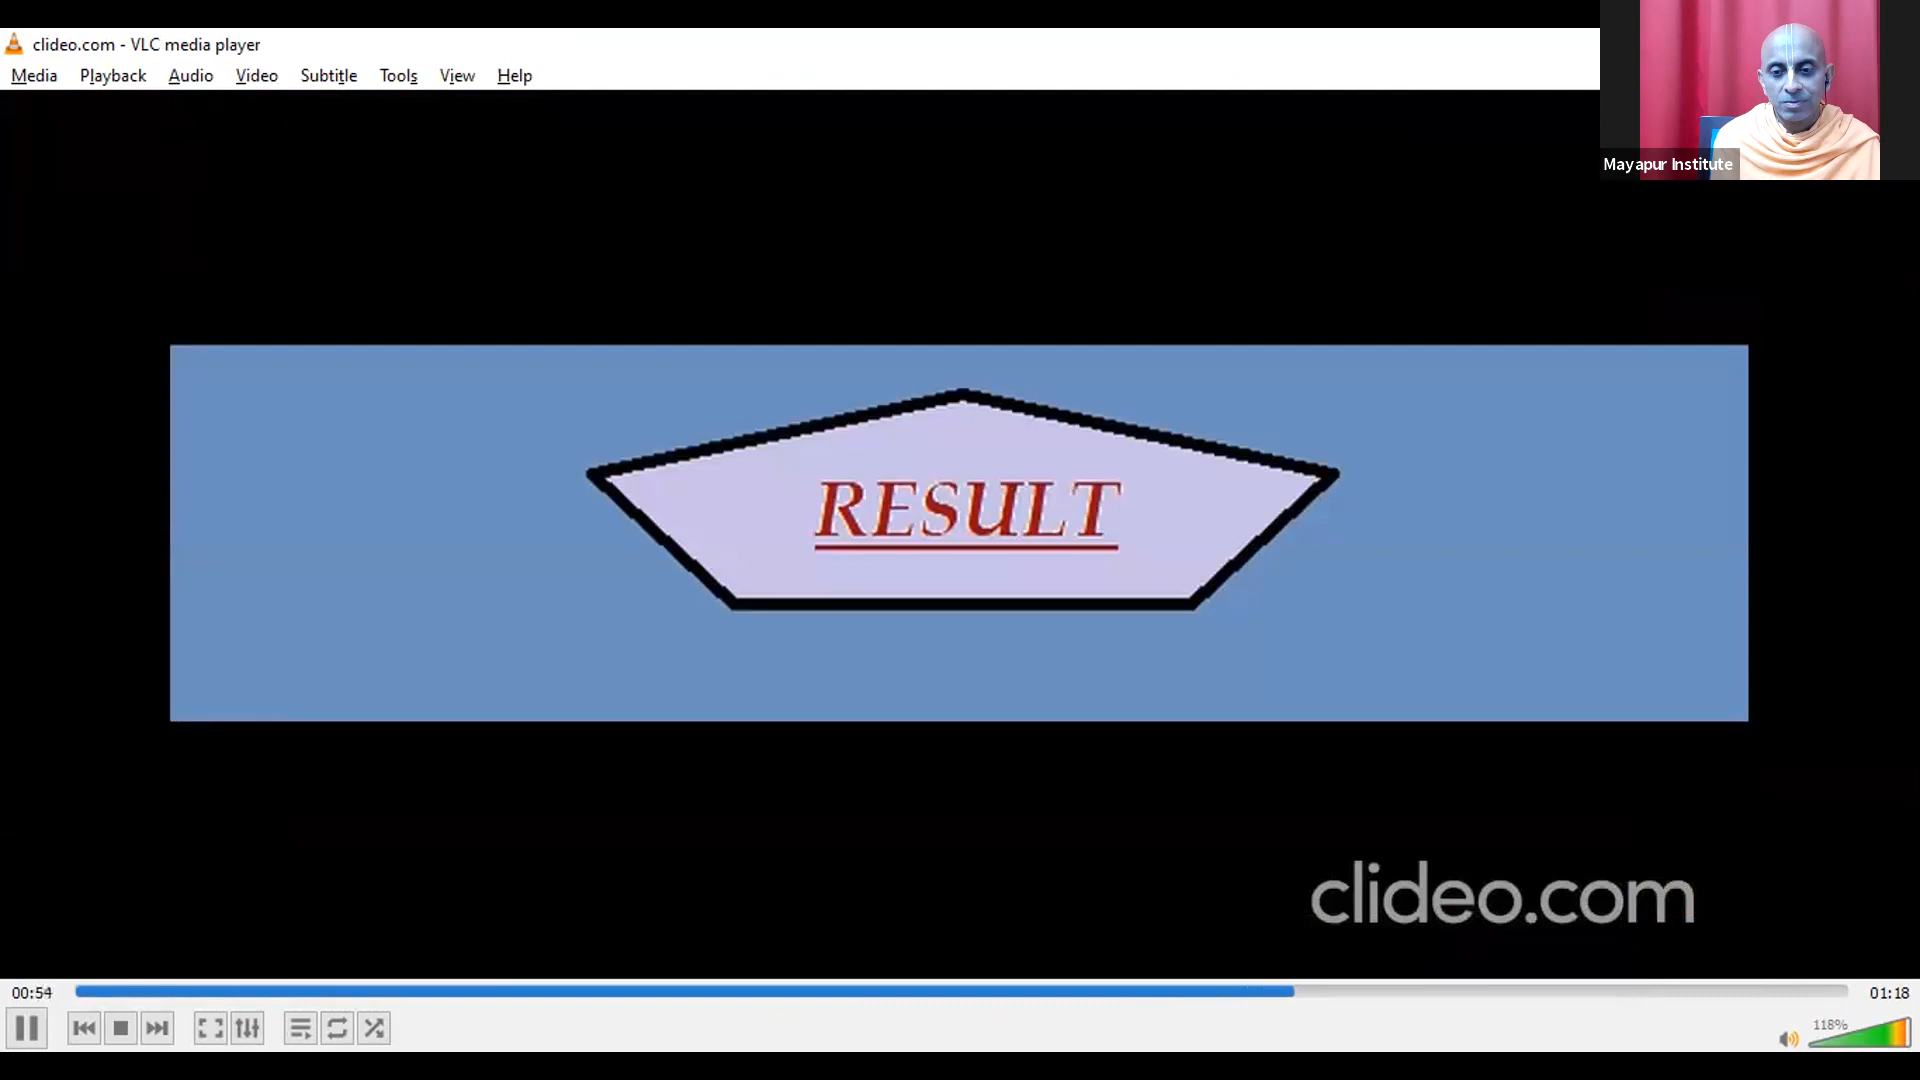 clideo.com - VLC media player
Media Playback Audio Video Subtitle Tools View Help
Mayapur Institute
RESULT
clideo.com
00:54
01:18
118%